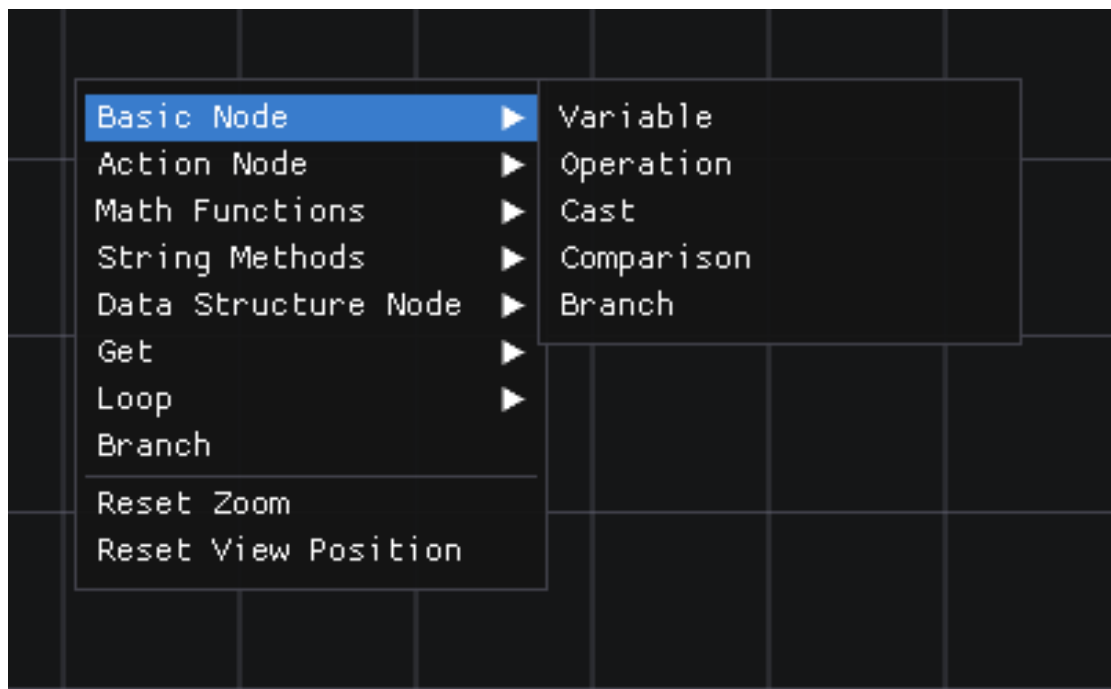 Basic Node
Action Node
Math Functions
String Methods
Data Structure Node
Get
Loop
Branch
Reset Zoom
Reset View Position
Variable
Operation
Cast
Comparison
Branch